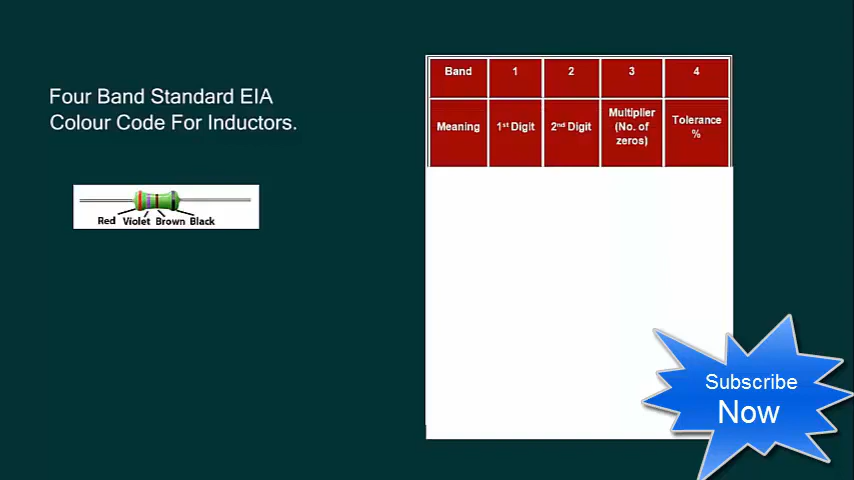 Four Band Standard EIA
Colour Code For Inductors.
Red Violet Brown Black
Band 1 2 3 4
Meaning 1st Digit 2nd Digit Multiplier (No. of zeros) Tolerance %
Subscribe
Now